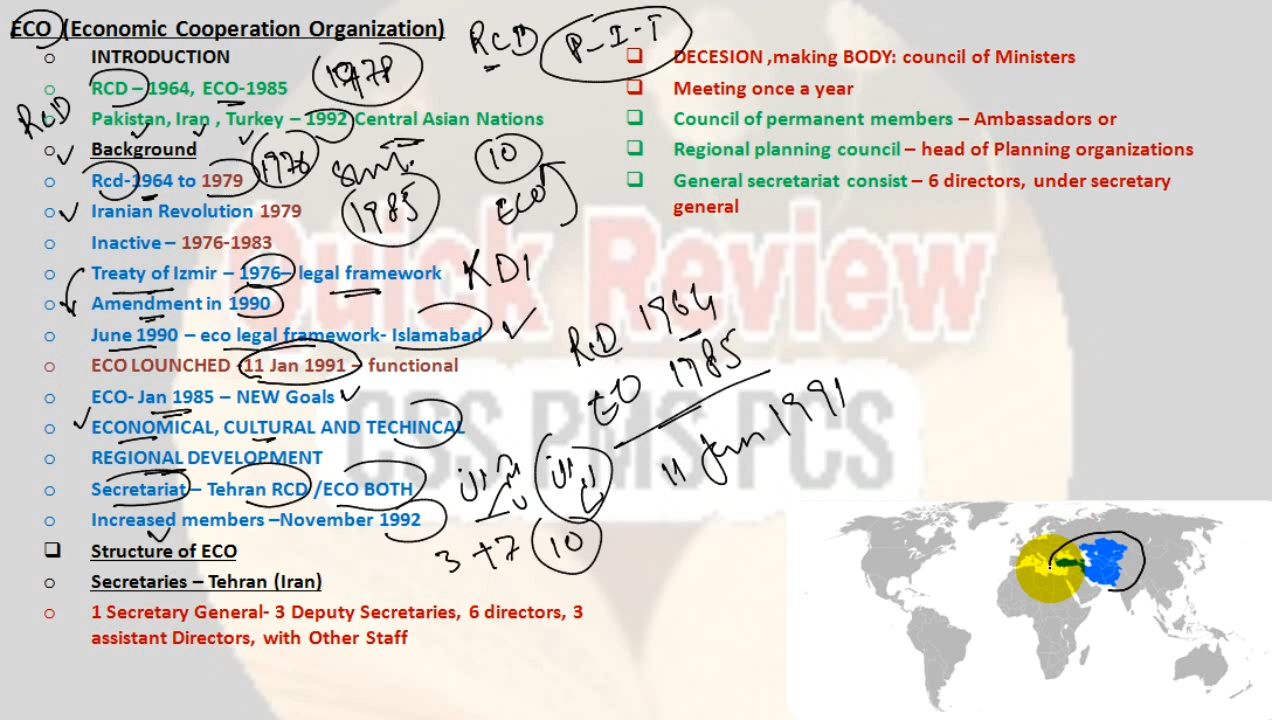 ECO (Economic Cooperation Organization)
INTRODUCTION
RCD – 1964, ECO-1985
Pakistan, Iran , Turkey – 1992 Central Asian Nations
Background
Rcd-1964 to 1979
Iranian Revolution 1979
Inactive – 1976-1983
Treaty of Izmir – 1976– legal framework
Amendment in 1990
June 1990 – eco legal framework- Islamabad
ECO LOUNCHED -11 Jan 1991 – functional
ECO- Jan 1985 – NEW Goals
ECONOMICAL, CULTURAL AND TECHINCAL
REGIONAL DEVELOPMENT
Secretariat – Tehran RCD /ECO BOTH
Increased members –November 1992
Structure of ECO
Secretaries – Tehran (Iran)
1 Secretary General- 3 Deputy Secretaries, 6 directors, 3
assistant Directors, with Other Staff
DECESION ,making BODY: council of Ministers
Meeting once a year
Council of permanent members – Ambassadors or
Regional planning council – head of Planning organizations
General secretariat consist – 6 directors, under secretary
general
RCD
P-I-T
RCD
1976
1985
10
ECO
RCD 1964
ECO 1985
11 Jan 1991
3 +7 10
Quick Review
CSS PMS PCS